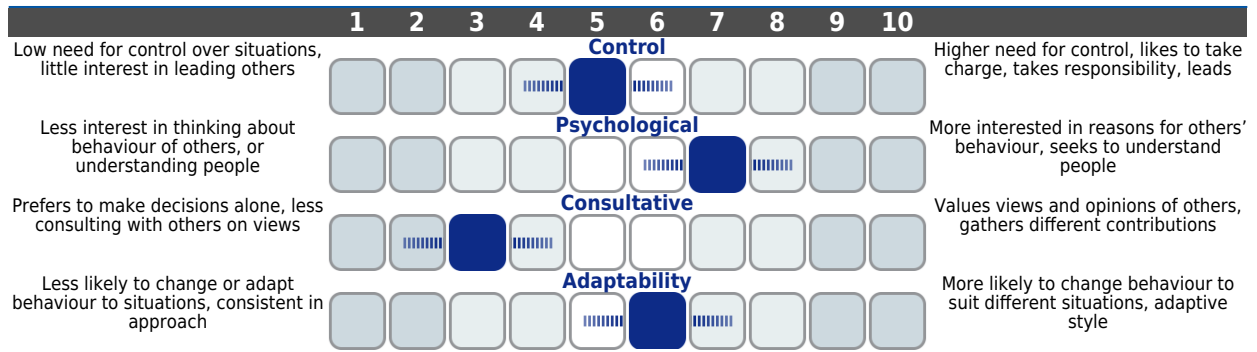 1 2 3 4 5 6 7 8 9 10
Control
Low need for control over situations,
little interest in leading others
Higher need for control, likes to take
charge, takes responsibility, leads
Psychological
Less interest in thinking about
behaviour of others, or
understanding people
More interested in reasons for others’
behaviour, seeks to understand
people
Consultative
Prefers to make decisions alone, less
consulting with others on views
Values views and opinions of others,
gathers different contributions
Adaptability
Less likely to change or adapt
behaviour to situations, consistent in
approach
More likely to change behaviour to
suit different situations, adaptive
style